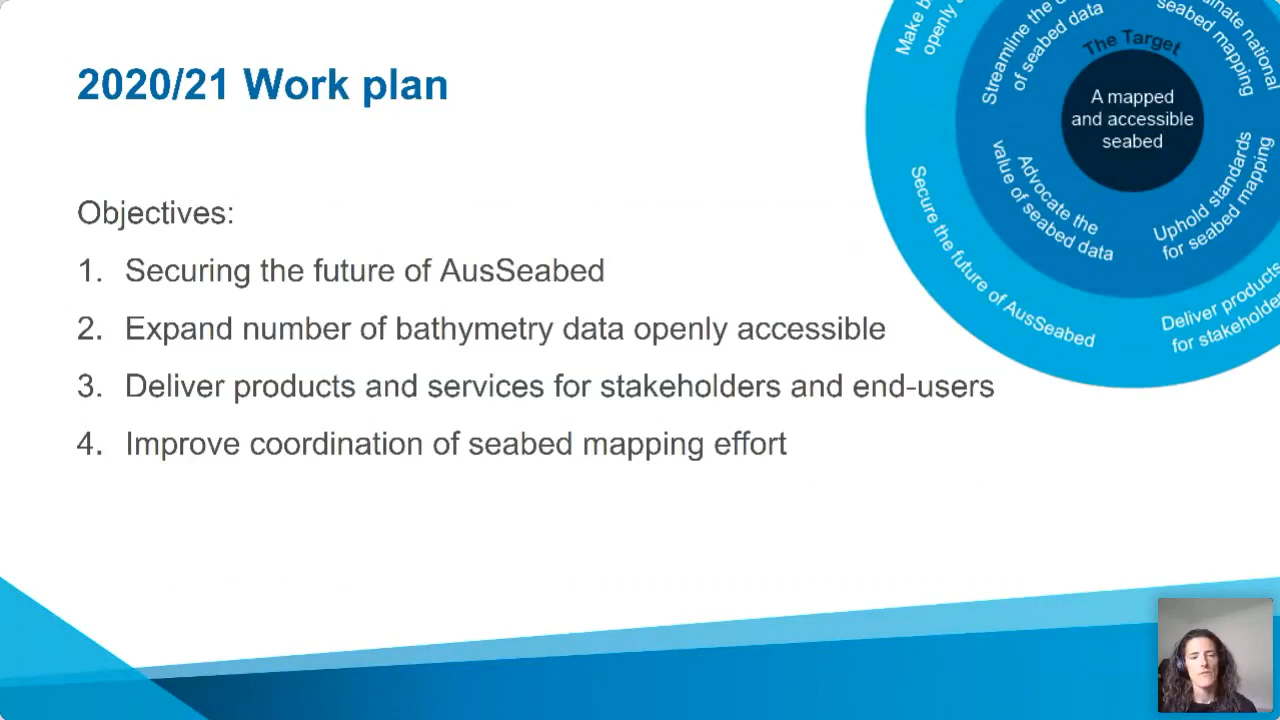 2020/21 Work plan
Objectives:
1. Securing the future of AusSeabed
2. Expand number of bathymetry data openly accessible
3. Deliver products and services for stakeholders and end-users
4. Improve coordination of seabed mapping effort
The Target
A mapped
and accessible
seabed
Streamline the
of seabed data
national
seabed mapping
Advocate the
value of seabed data
Uphold standards
for seabed mapping
Make
openly
Secure the future of AusSeabed
Deliver products
for